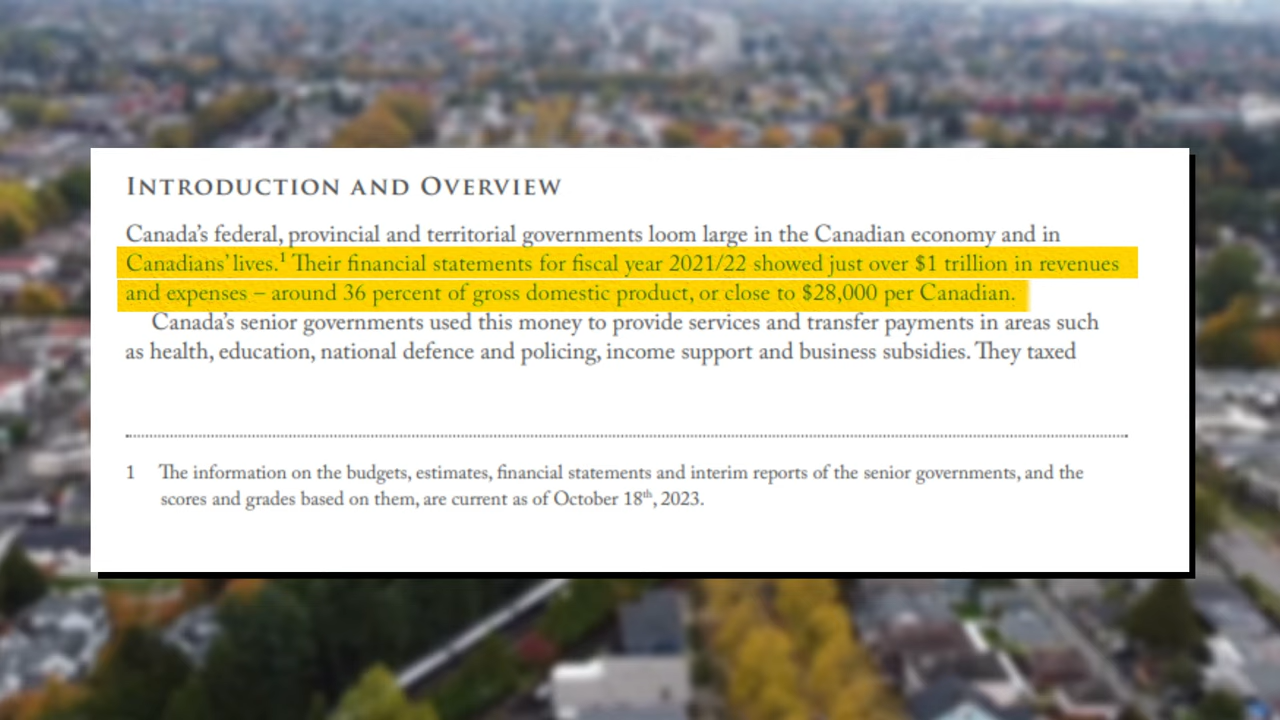 INTRODUCTION AND OVERVIEW
Canada's federal, provincial and territorial governments loom large in the Canadian economy and in
Canadians' lives.¹ Their financial statements for fiscal year 2021/22 showed just over $1 trillion in revenues
and expenses – around 36 percent of gross domestic product, or close to $28,000 per Canadian.
Canada's senior governments used this money to provide services and transfer payments in areas such
as health, education, national defence and policing, income support and business subsidies. They taxed
1 The information on the budgets, estimates, financial statements and interim reports of the senior governments, and the
scores and grades based on them, are current as of October 18th, 2023.